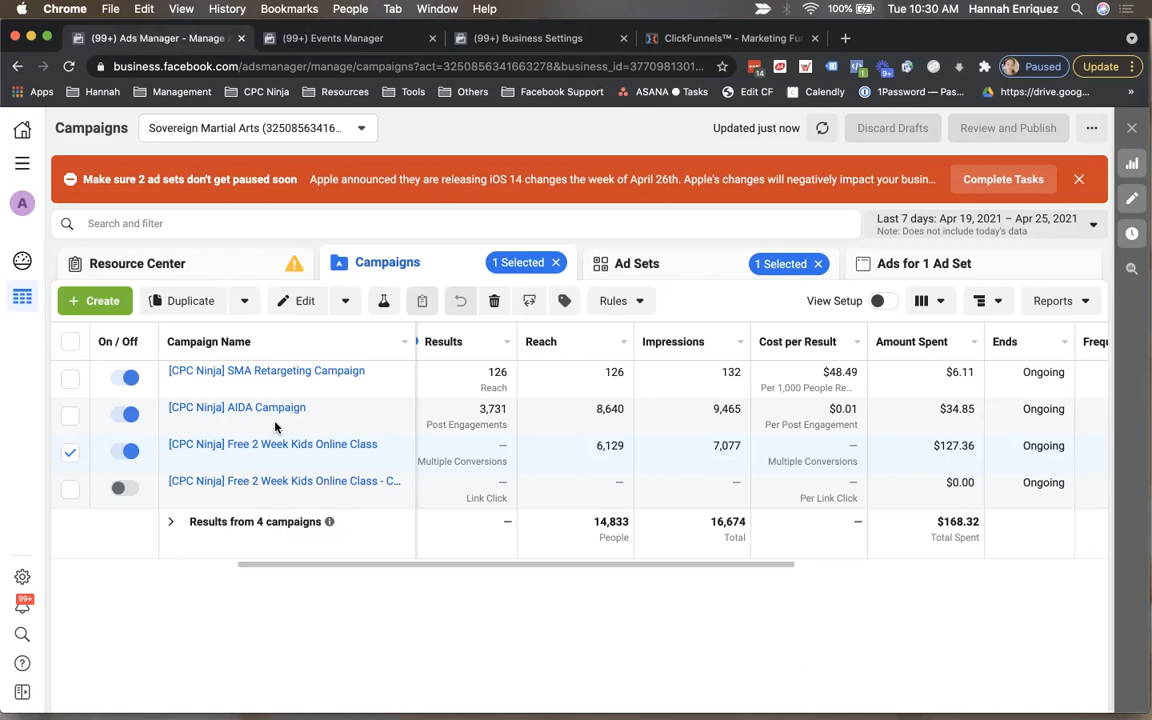 Chrome File Edit View History Bookmarks People Tab Window Help 100% Tue 10:30 AM Hannah Enriquez
(99+) Ads Manager - Manage (99+) Events Manager (99+) Business Settings ClickFunnels™ - Marketing Fun
business.facebook.com/adsmanager/manage/campaigns?act=3250856341663278&business_id=3770981301... 14 1 9+ Paused Update
Apps Hannah Management CPC Ninja Resources Tools Others Facebook Support ASANA ● Tasks Edit CF Calendly 1Password — Pas... https://drive.goog... »
Campaigns Sovereign Martial Arts (32508563416... Updated just now Discard Drafts Review and Publish
Make sure 2 ad sets don't get paused soon Apple announced they are releasing iOS 14 changes the week of April 26th. Apple's changes will negatively impact your busin... Complete Tasks
Search and filter Last 7 days: Apr 19, 2021 – Apr 25, 2021
Note: Does not include today's data
A
Resource Center Campaigns 1 Selected Ad Sets 1 Selected Ads for 1 Ad Set
+ Create Duplicate Edit Rules View Setup Reports
On / Off Campaign Name Results Reach Impressions Cost per Result Amount Spent Ends Frequ
[CPC Ninja] SMA Retargeting Campaign 126 126 132 $48.49 $6.11 Ongoing
Reach Per 1,000 People Re...
[CPC Ninja] AIDA Campaign 3,731 8,640 9,465 $0.01 $34.85 Ongoing
Post Engagements Per Post Engagement
[CPC Ninja] Free 2 Week Kids Online Class — 6,129 7,077 — $127.36 Ongoing
Multiple Conversions Multiple Conversions
[CPC Ninja] Free 2 Week Kids Online Class - C... — — — — $0.00 Ongoing
Link Click Per Link Click
Results from 4 campaigns — 14,833 16,674 — $168.32
People Total Total Spent
99+